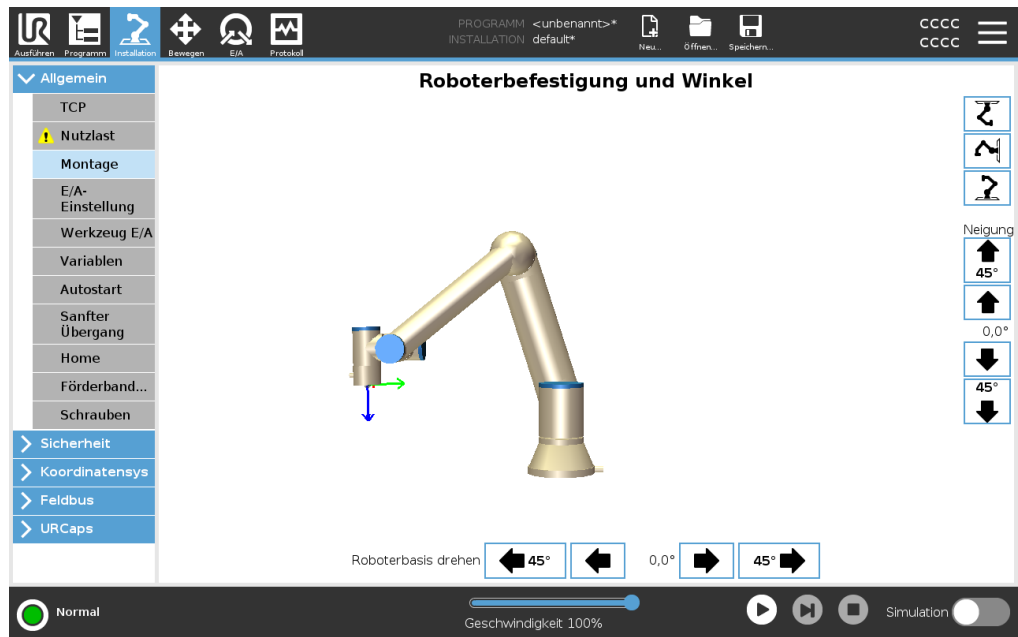 UR
PROGRAMM <unbenannt>*
INSTALLATION default*
CCCC
CCCC
Ausführen Programm Installation Bewegen E/A Protokoll
Neu... Öffnen... Speichern...
Allgemein
Roboterbefestigung und Winkel
TCP
Nutzlast
Montage
E/A-
Einstellung
Werkzeug E/A
Variablen
Autostart
Sanfter
Übergang
Home
Förderband...
Schrauben
Sicherheit
Koordinatensys
Feldbus
URCaps
Neigung
45°
0,0°
45°
Roboterbasis drehen 45° 0,0° 45°
Normal
Geschwindigkeit 100%
Simulation